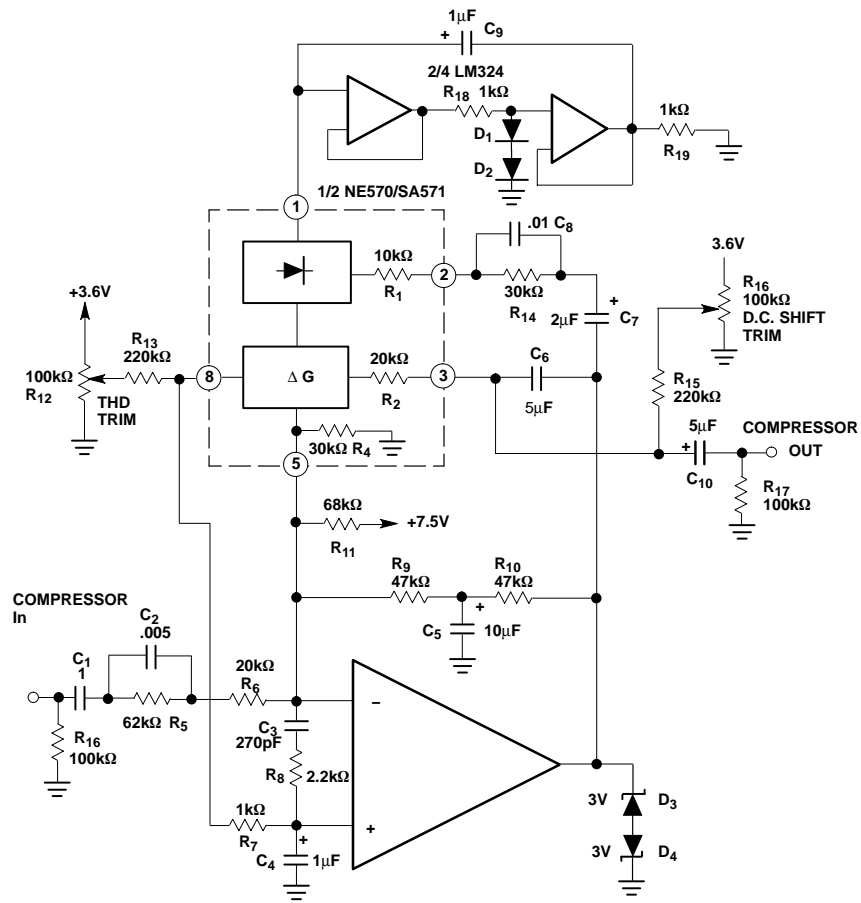 1µF
+
C9
2/4 LM324
R18
1kΩ
1kΩ
D1
D2
R19
1/2 NE570/SA571
1
.01 C8
10kΩ
R1
2
30kΩ
R14
+
2µF
C7
3.6V
R16
100kΩ
D.C. SHIFT
TRIM
+3.6V
R13
220kΩ
8
Δ G
20kΩ
R2
3
C6
5µF
100kΩ
R12
THD
TRIM
R15
220kΩ
30kΩ R4
5
5µF
+
C10
COMPRESSOR
OUT
R17
100kΩ
68kΩ
R11
+7.5V
R9
47kΩ
R10
47kΩ
+
C5
10µF
COMPRESSOR
In
C2
.005
C1
1
62kΩ R5
20kΩ
R6
−
R16
100kΩ
C3
270pF
R8
2.2kΩ
1kΩ
R7
+
+
C4
1µF
3V
D3
3V
D4